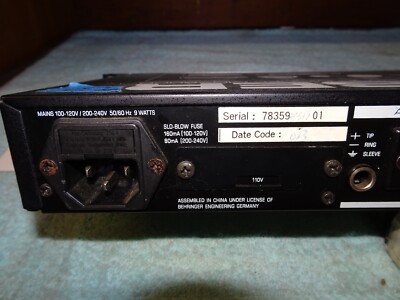 MAINS 100-120V / 200-240V 50/60 Hz 9 WATTS
SLO-BLOW FUSE
160mA (100-120V)
80mA (200-240V)
Serial : 78359 01
Date Code :
A
+ TIP
− RING
SLEEVE
110V
ASSEMBLED IN CHINA UNDER LICENSE OF
BEHRINGER ENGINEERING GERMANY